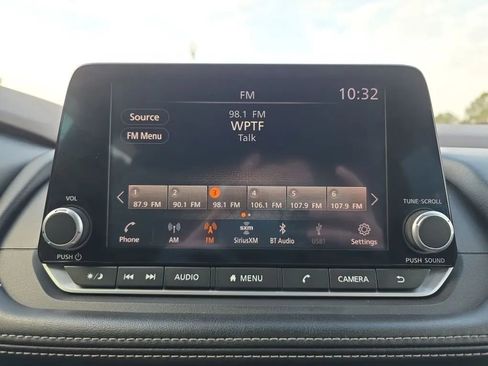 FM
10:32
Source
98.1 FM
WPTF
FM Menu
Talk
1 2 3 4 5 6
87.9 FM 90.1 FM 98.1 FM 106.1 FM 107.9 FM 107.9 FM
VOL
TUNE·SCROLL
Phone AM FM sxm SiriusXM BT Audio USB1 Settings
PUSH
PUSH SOUND
AUDIO MENU CAMERA